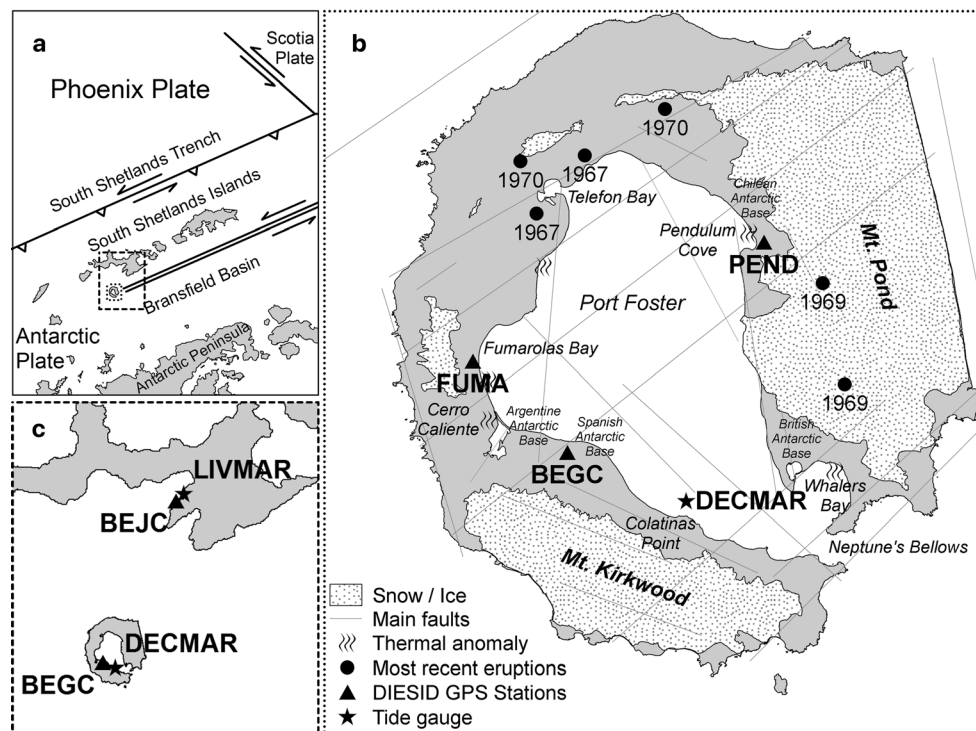 a
Scotia
Plate
Phoenix Plate
South Shetlands Trench
South Shetlands Islands
Bransfield Basin
Antarctic
Plate
Antarctic Peninsula
b
1970
1970
1967
1967
Telefon Bay
Chilean
Antarctic
Base
Pendulum
Cove
PEND
Mt. Pond
Port Foster
1969
1969
Fumarolas Bay
FUMA
Cerro
Caliente
Argentine
Antarctic
Base
Spanish
Antarctic
Base
BEGC
British
Antarctic
Base
DECMAR
Whalers
Bay
Colatinas
Point
Neptune's Bellows
Mt. Kirkwood
Snow / Ice
Main faults
Thermal anomaly
Most recent eruptions
DIESID GPS Stations
Tide gauge
c
LIVMAR
BEJC
DECMAR
BEGC